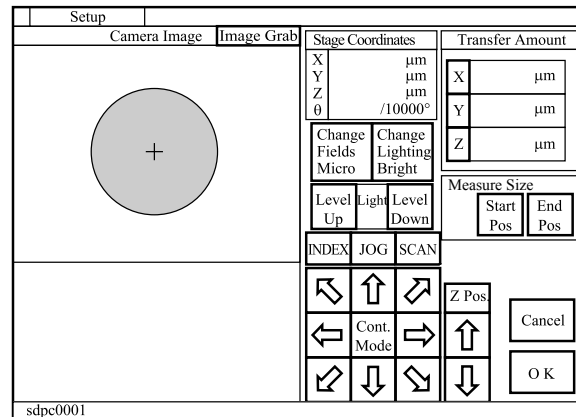 Setup
Camera Image Image Grab
Stage Coordinates
X μm
Y μm
Z μm
θ /10000°
Transfer Amount
X μm
Y μm
Z μm
Change
Fields
Micro
Change
Lighting
Bright
Level
Up
Light
Level
Down
Measure Size
Start
Pos
End
Pos
INDEX JOG SCAN
Cont.
Mode
Z Pos.
Cancel
O K
sdpc0001